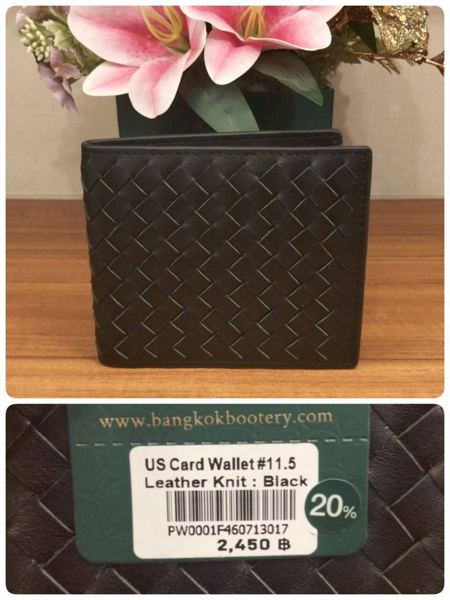 www.bangkokbootery.com
US Card Wallet #11.5
Leather Knit : Black
20%
PW0001F460713017
2,450 ฿